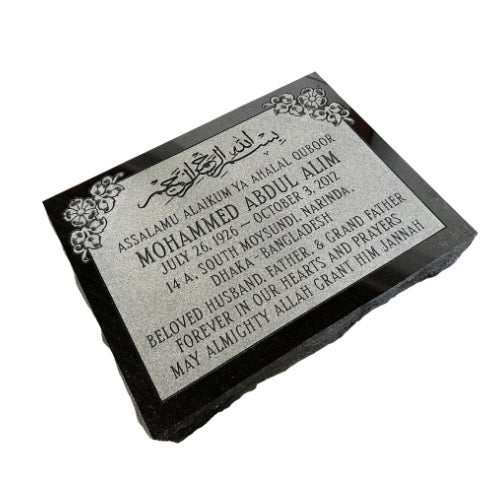 بسم الله الرحمن الرحيم
ASSALAMU ALAIKUM YA AHALAL QUBOOR
MOHAMMED ABDUL ALIM
JULY 26, 1926 — OCTOBER 3, 2012
14 A. SOUTH MOYSUNDI, NARINDA,
DHAKA-BANGLADESH
BELOVED HUSBAND, FATHER, & GRAND FATHER
FOREVER IN OUR HEARTS AND PRAYERS
MAY ALMIGHTY ALLAH GRANT HIM JANNAH